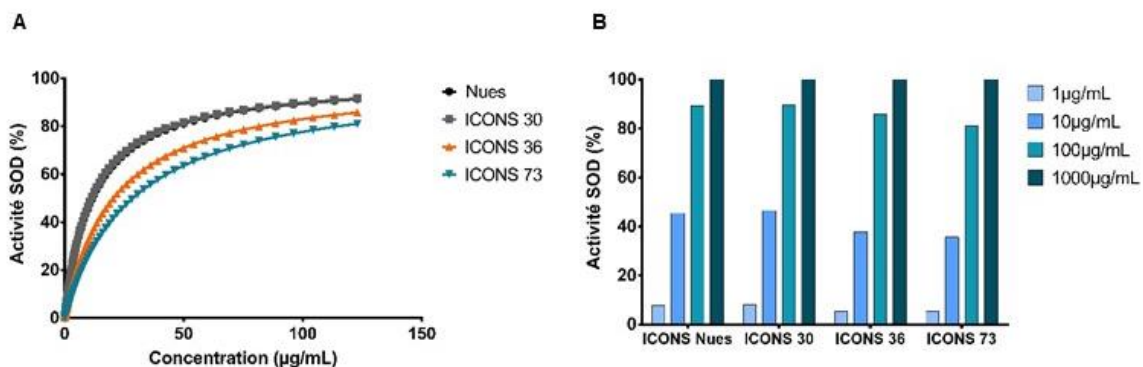 A
Activité SOD (%)
100
80
60
40
20
0
0
50
100
150
Concentration (µg/mL)
Nues
ICONS 30
ICONS 36
ICONS 73
B
Activité SOD (%)
100
80
60
40
20
0
ICONS Nues
ICONS 30
ICONS 36
ICONS 73
1µg/mL
10µg/mL
100µg/mL
1000µg/mL